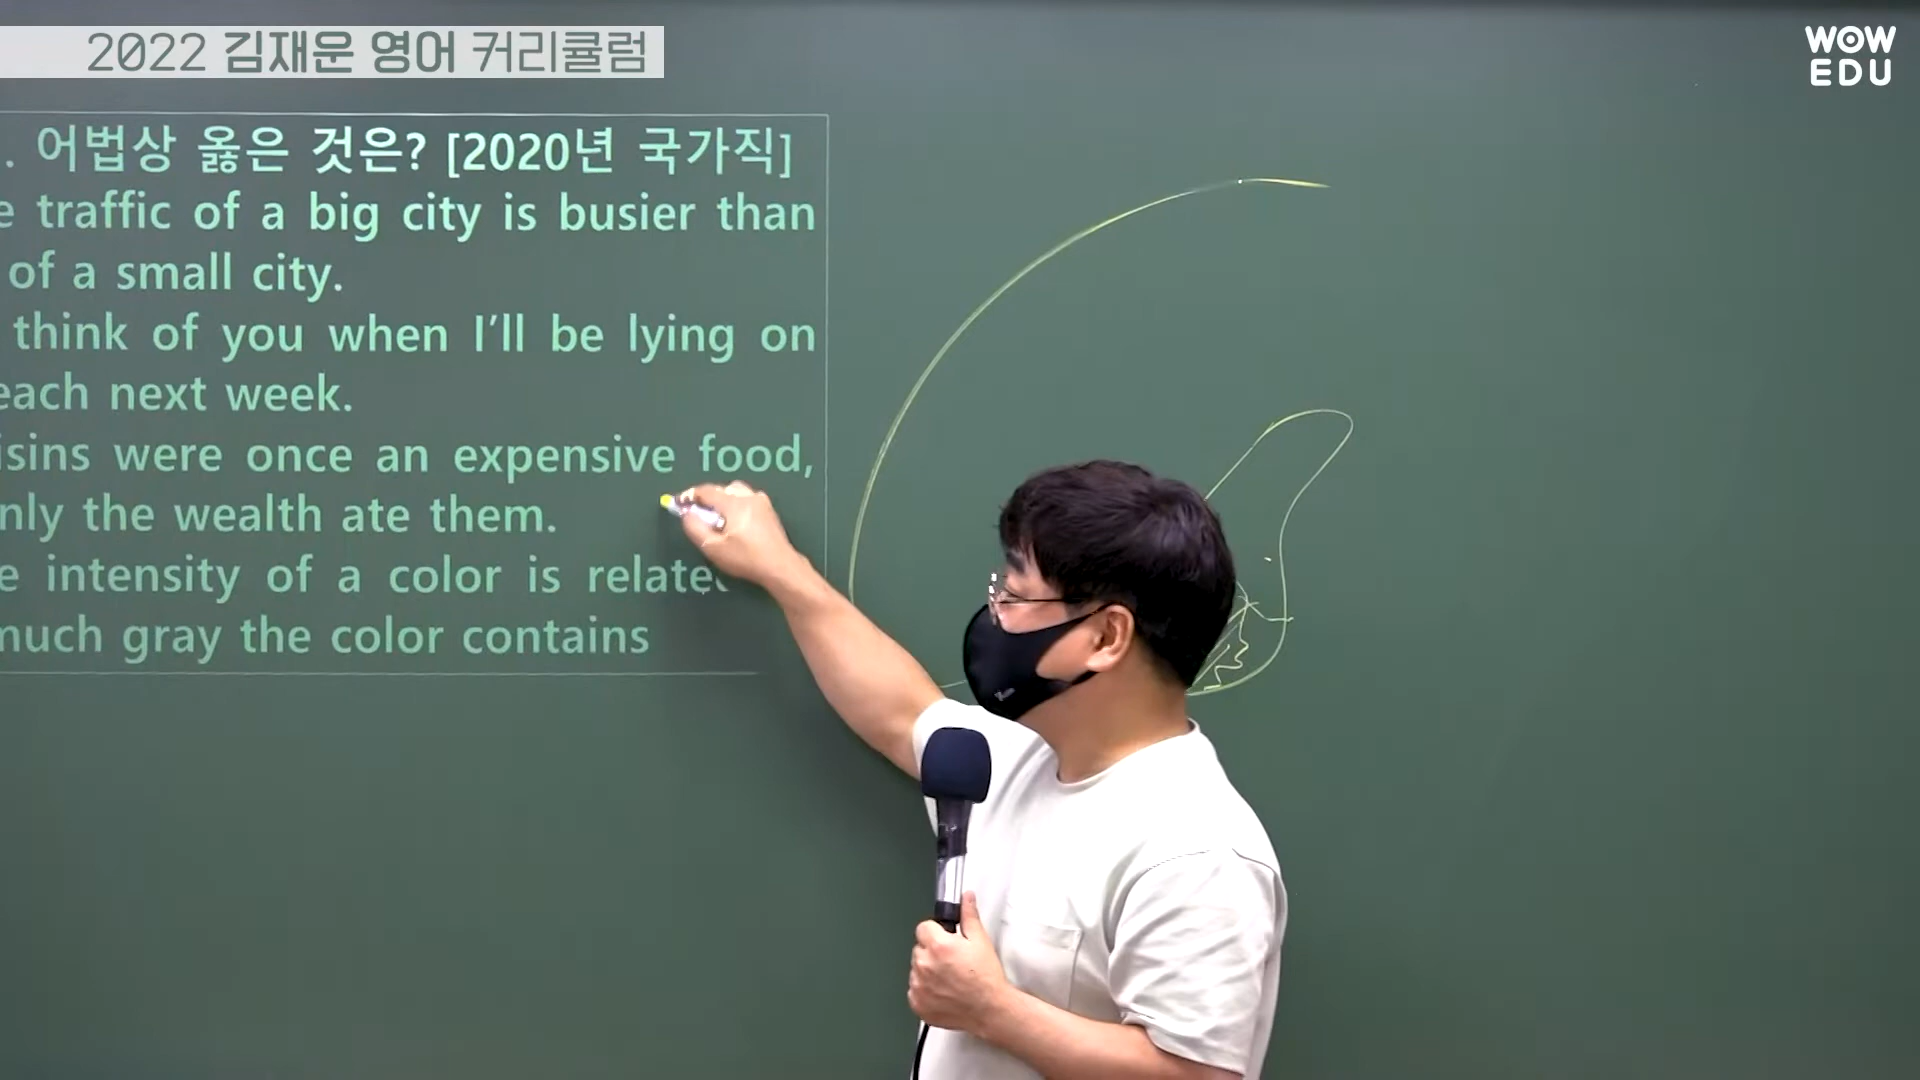 2022 김재운 영어 커리큘럼
WOW
EDU
. 어법상 옳은 것은? [2020년 국가직]
e traffic of a big city is busier than
of a small city.
think of you when I'll be lying on
each next week.
isins were once an expensive food,
nly the wealth ate them.
e intensity of a color is related
much gray the color contains